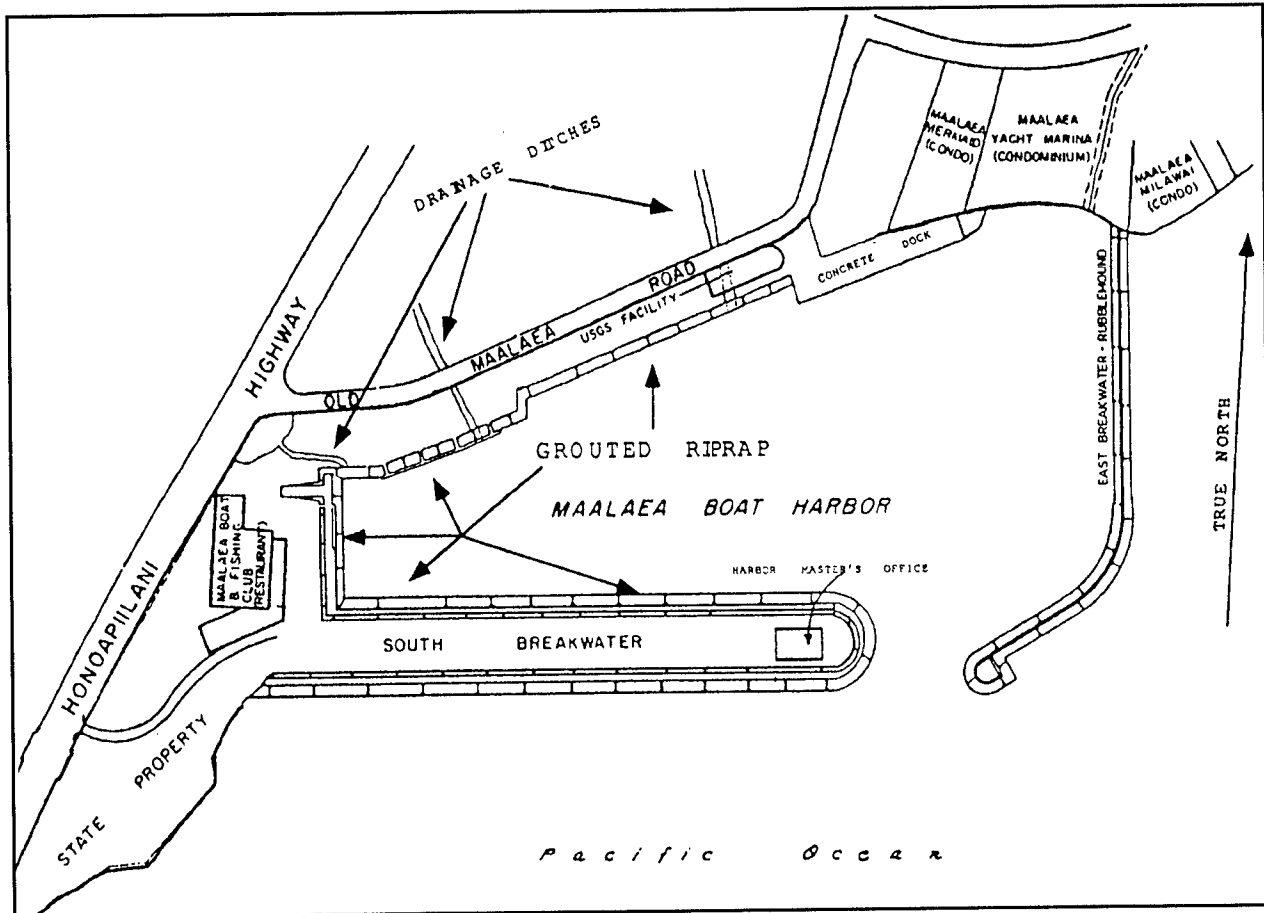 DRAINAGE DITCHES
MAALAEA
MERMAID
(CONDO)
MAALAEA
YACHT MARINA
(CONDOMINIUM)
MAALAEA
MILAWAI
(CONDO)
HONOAPIILANI HIGHWAY
OLD MAALAEA ROAD
USGS FACILITY
CONCRETE DOCK
EAST BREAKWATER - RUBBLEMOUND
TRUE NORTH
GROUTED RIPRAP
MAALAEA BOAT HARBOR
MAALAEA BOAT
& FISHING
CLUB
RESTAURANT)
HARBOR MASTER'S OFFICE
SOUTH BREAKWATER
STATE PROPERTY
Pacific Ocean